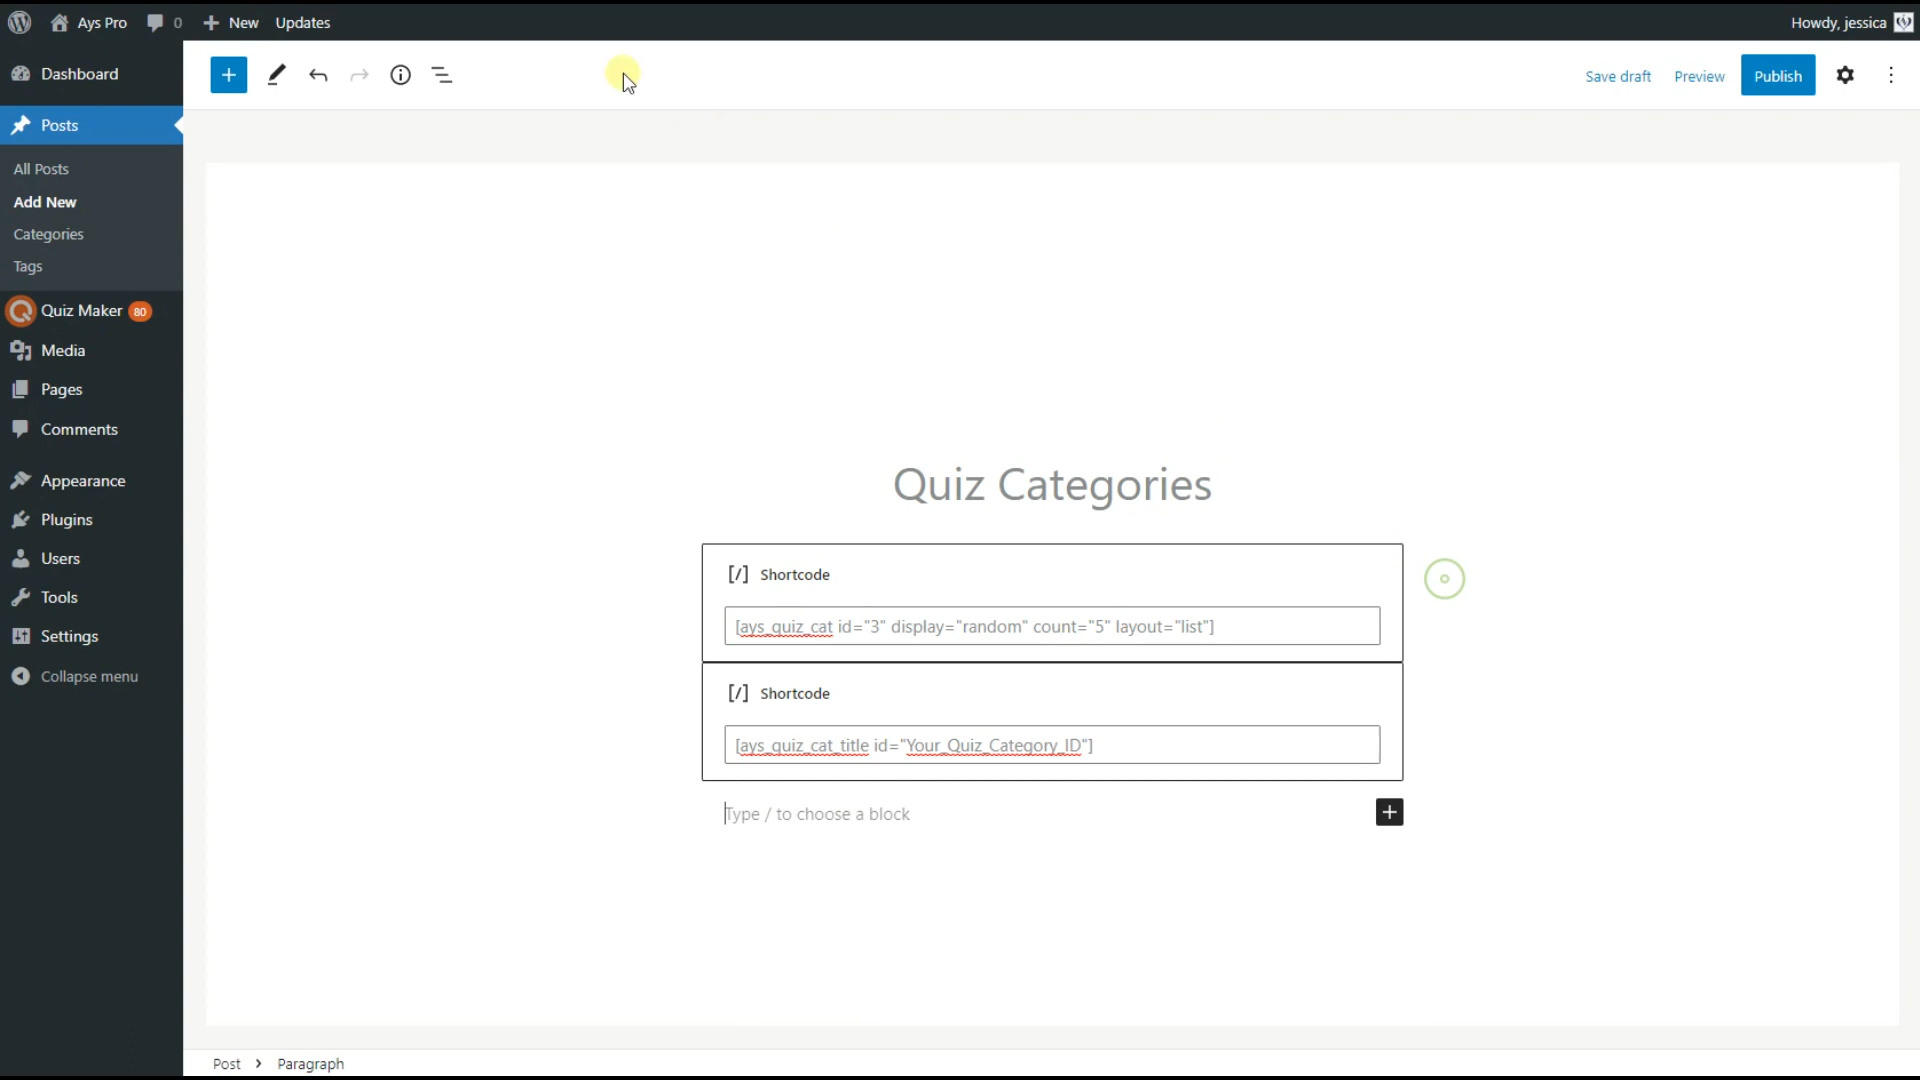 Ays Pro 0 New Updates Howdy, jessica
Dashboard
Save draft Preview Publish
Posts
All Posts
Add New
Categories
Tags
Quiz Maker 80
Media
Pages
Comments
Appearance
Plugins
Users
Tools
Settings
Collapse menu
Quiz Categories
[/] Shortcode
[ays_quiz_cat id="3" display="random" count="5" layout="list"]
[/] Shortcode
[ays_quiz_cat_title id="Your_Quiz_Category_ID"]
Type / to choose a block
Post › Paragraph